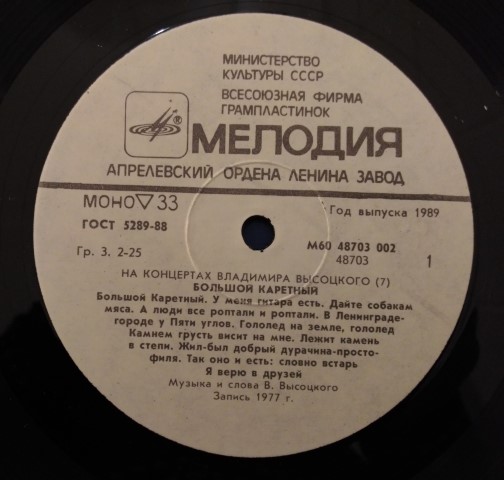 МИНИСТЕРСТВО
КУЛЬТУРЫ СССР
ВСЕСОЮЗНАЯ ФИРМА
ГРАМПЛАСТИНОК
®
МЕЛОДИЯ
АПРЕЛЕВСКИЙ ОРДЕНА ЛЕНИНА ЗАВОД
МОНО ▽ 33
Год выпуска 1989
ГОСТ 5289-88
М60 48703 002
Гр. 3. 2-25
48703
1
НА КОНЦЕРТАХ ВЛАДИМИРА ВЫСОЦКОГО (7)
БОЛЬШОЙ КАРЕТНЫЙ
Большой Каретный. У меня гитара есть. Дайте собакам
мяса. А люди все роптали и роптали. В Ленинграде-
городе у Пяти углов. Гололед на земле, гололед
Камнем грусть висит на мне. Лежит камень
в степи. Жил-был добрый дурачина-просто-
филя. Так оно и есть: словно встарь
Я верю в друзей
Музыка и слова В. Высоцкого
Запись 1977 г.